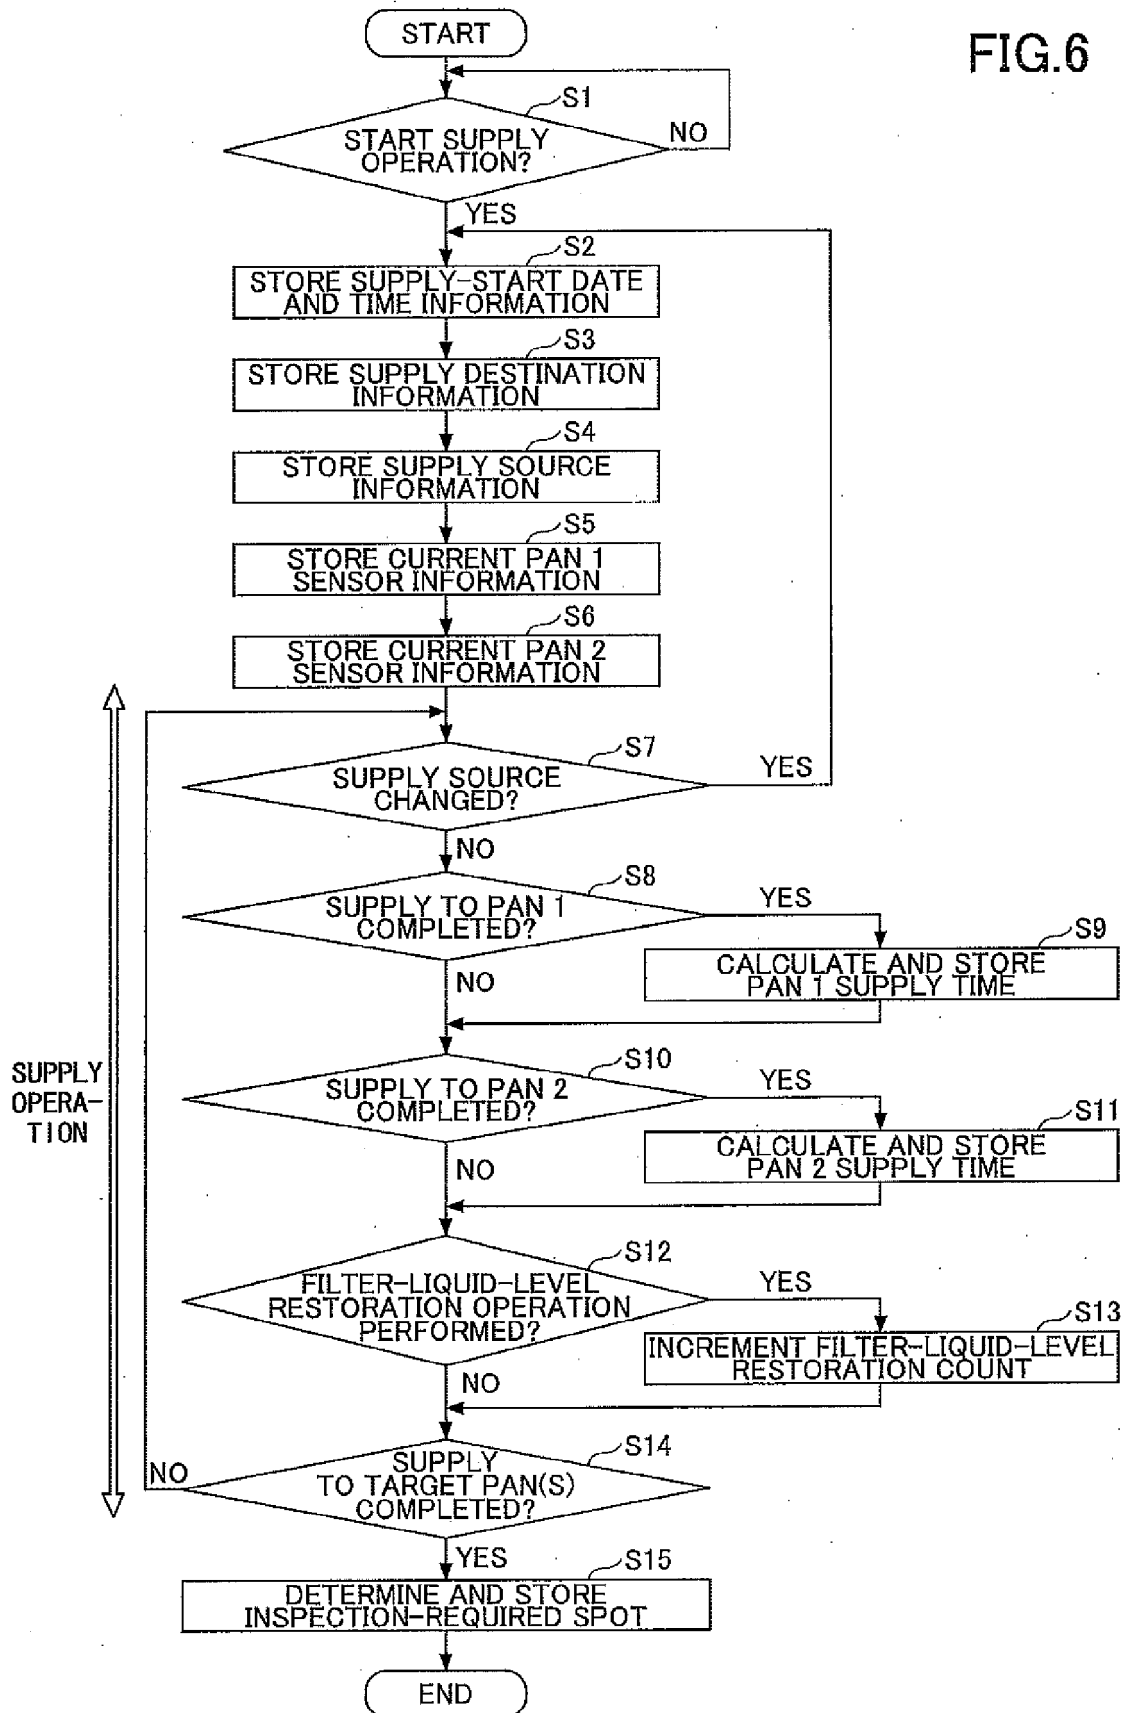 START
FIG.6
S1
START SUPPLY
OPERATION?
NO
YES
S2
STORE SUPPLY-START DATE
AND TIME INFORMATION
S3
STORE SUPPLY DESTINATION
INFORMATION
S4
STORE SUPPLY SOURCE
INFORMATION
S5
STORE CURRENT PAN 1
SENSOR INFORMATION
S6
STORE CURRENT PAN 2
SENSOR INFORMATION
S7
SUPPLY SOURCE
CHANGED?
YES
NO
S8
SUPPLY TO PAN 1
COMPLETED?
YES
NO
S9
CALCULATE AND STORE
PAN 1 SUPPLY TIME
S10
SUPPLY TO PAN 2
COMPLETED?
YES
NO
S11
CALCULATE AND STORE
PAN 2 SUPPLY TIME
SUPPLY
OPERA-
TION
S12
FILTER-LIQUID-LEVEL
RESTORATION OPERATION
PERFORMED?
YES
NO
S13
INCREMENT FILTER-LIQUID-LEVEL
RESTORATION COUNT
S14
SUPPLY
TO TARGET PAN(S)
COMPLETED?
NO
YES
S15
DETERMINE AND STORE
INSPECTION-REQUIRED SPOT
END